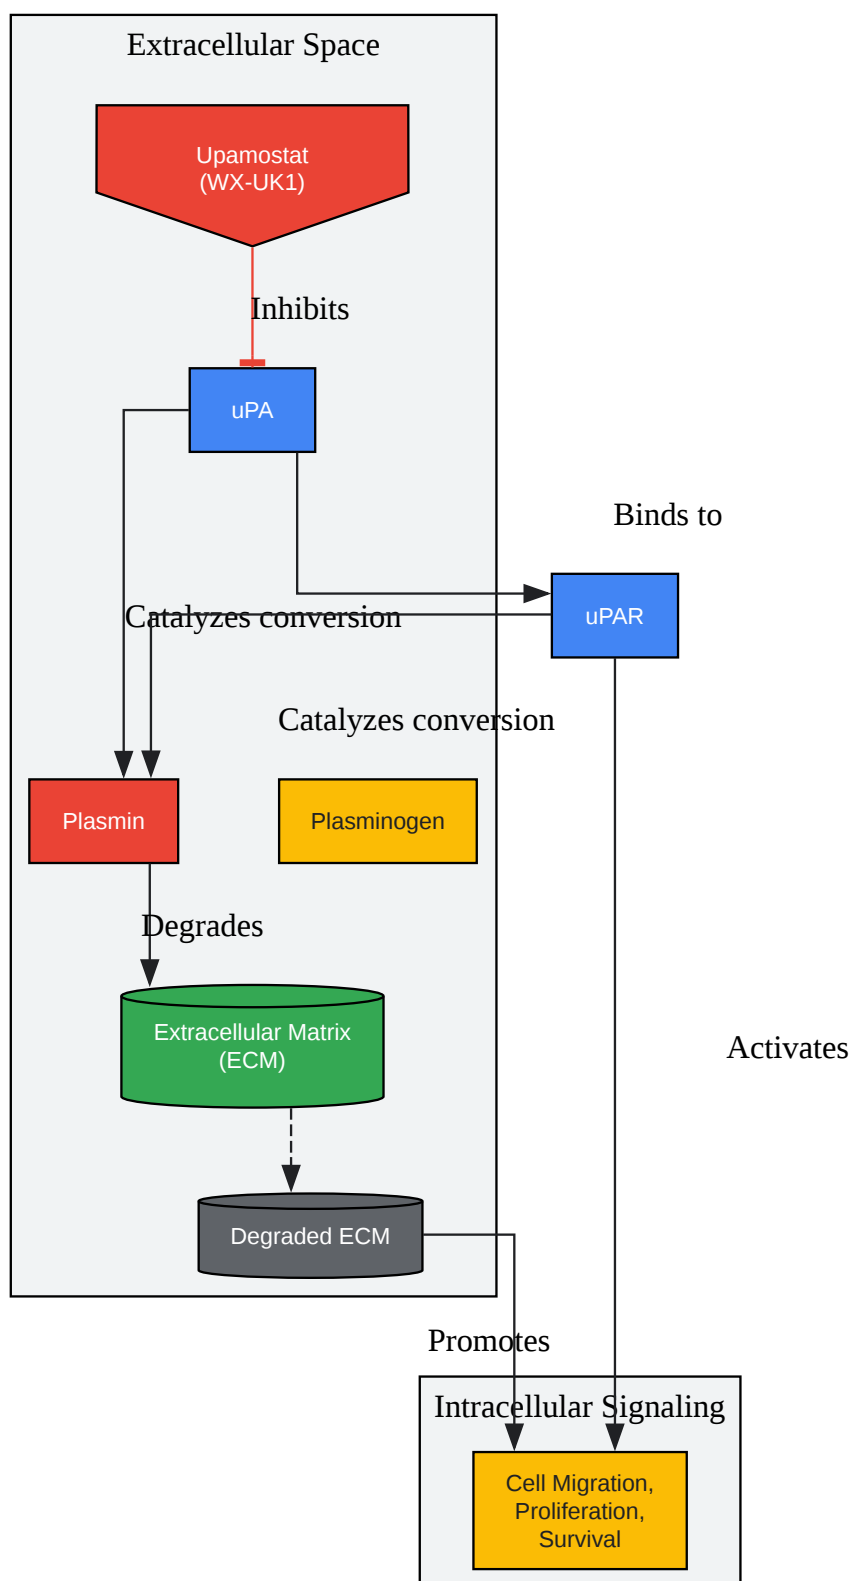 Extracellular Space
Upamostat
(WX-UK1)
Inhibits
uPA
Binds to
Catalyzes conversion
uPAR
Catalyzes conversion
Plasmin
Plasminogen
Degrades
Extracellular Matrix
(ECM)
Activates
Degraded ECM
Promotes
Intracellular Signaling
Cell Migration,
Proliferation,
Survival